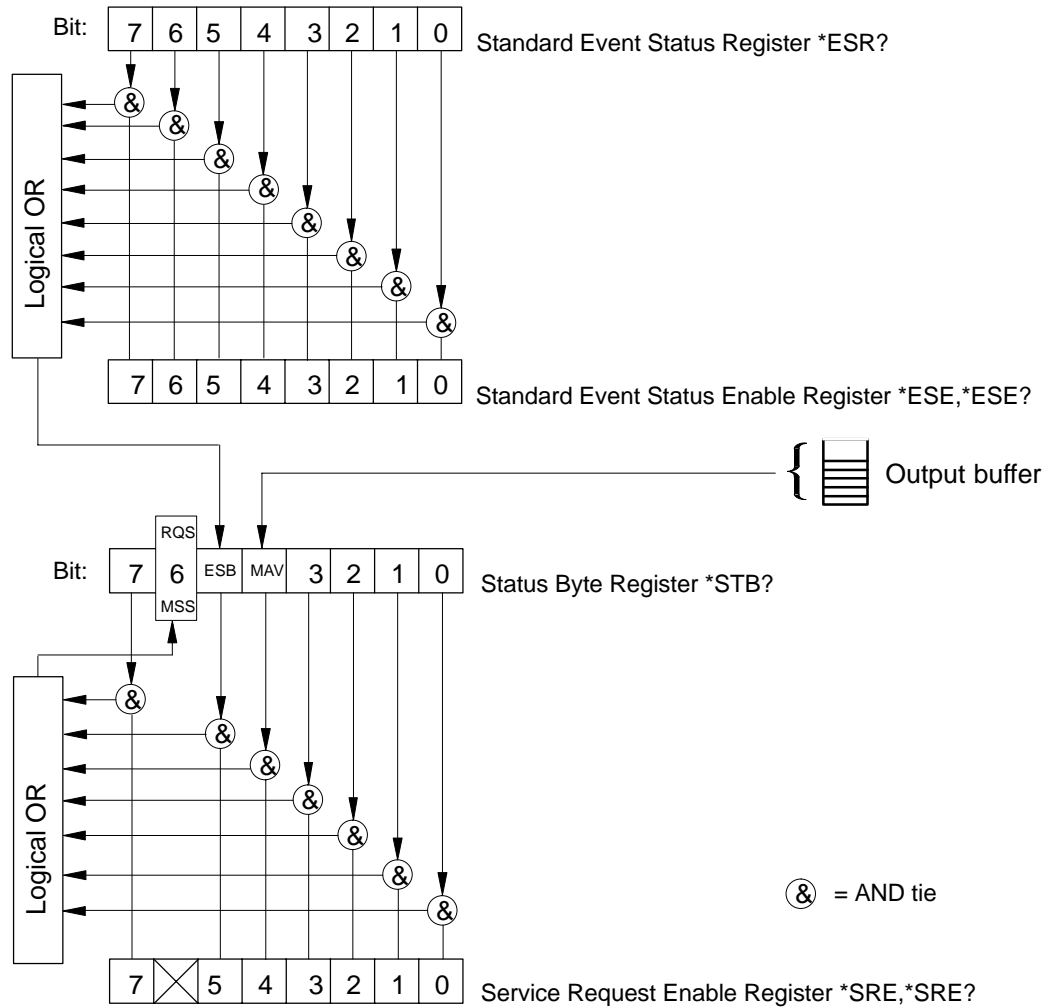 Bit: 7 6 5 4 3 2 1 0 Standard Event Status Register *ESR?
&
&
&
&
&
&
&
&
Logical OR
7 6 5 4 3 2 1 0 Standard Event Status Enable Register *ESE,*ESE?
{ Output buffer
RQS
Bit: 7 6 ESB MAV 3 2 1 0 Status Byte Register *STB?
MSS
&
&
&
&
&
&
&
Logical OR
& = AND tie
7 5 4 3 2 1 0 Service Request Enable Register *SRE,*SRE?